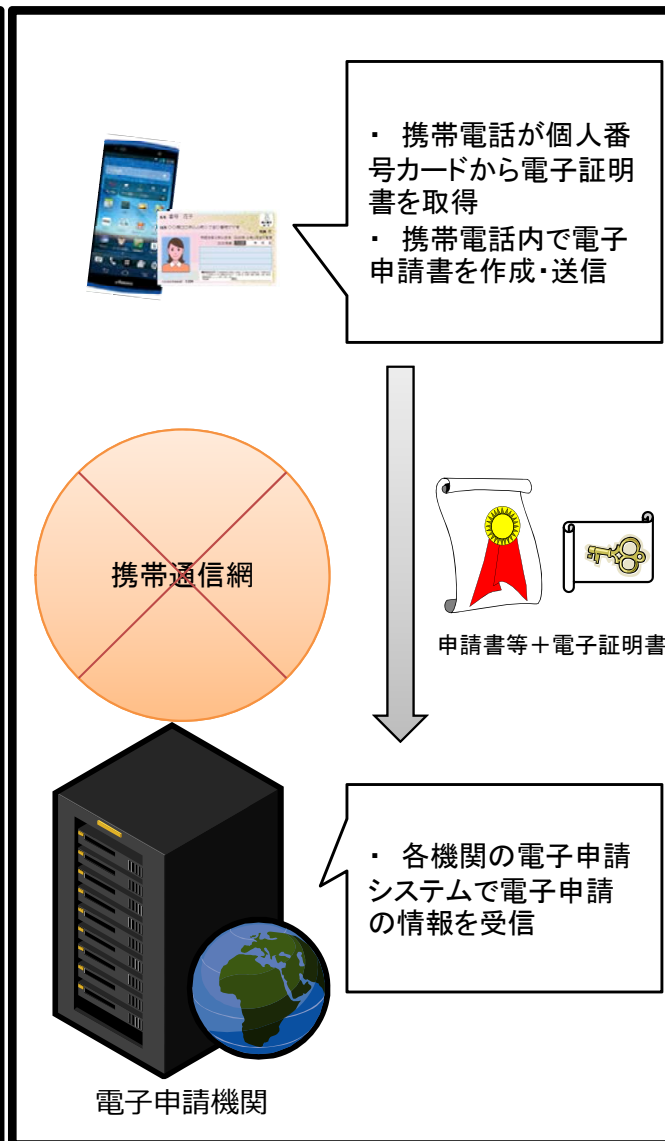 ・ 携帯電話が個人番
号カードから電子証明
書を取得
・ 携帯電話内で電子
申請書を作成・送信
携帯通信網
申請書等＋電子証明書
・ 各機関の電子申請
システムで電子申請
の情報を受信
電子申請機関